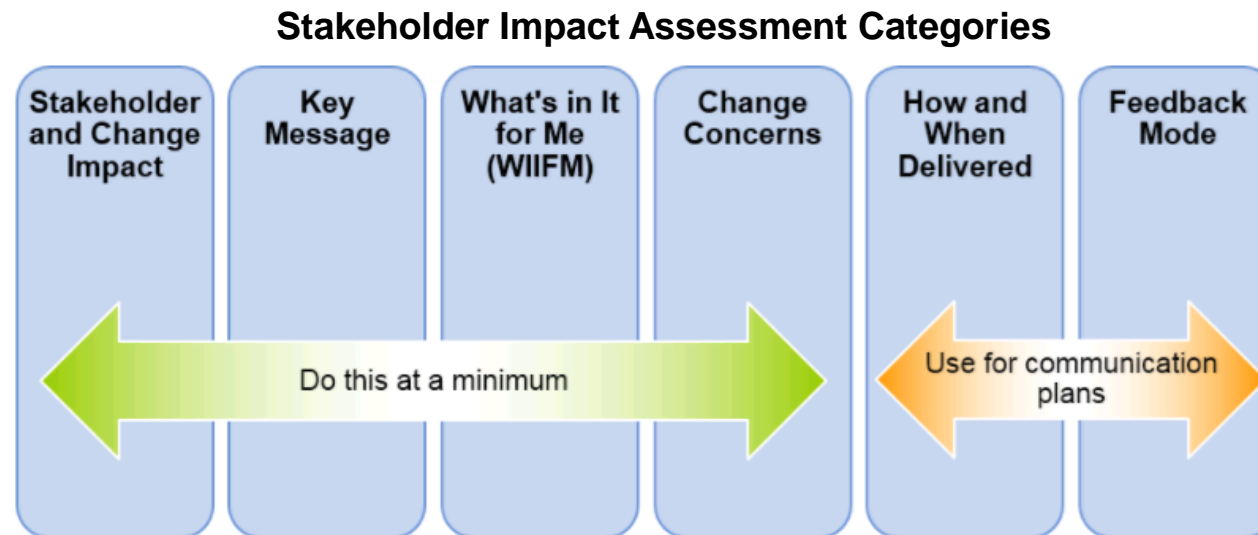 Stakeholder Impact Assessment Categories
Stakeholder
and Change
Impact
Key
Message
What's in It
for Me
(WIIFM)
Change
Concerns
How and
When
Delivered
Feedback
Mode
Do this at a minimum
Use for communication
plans